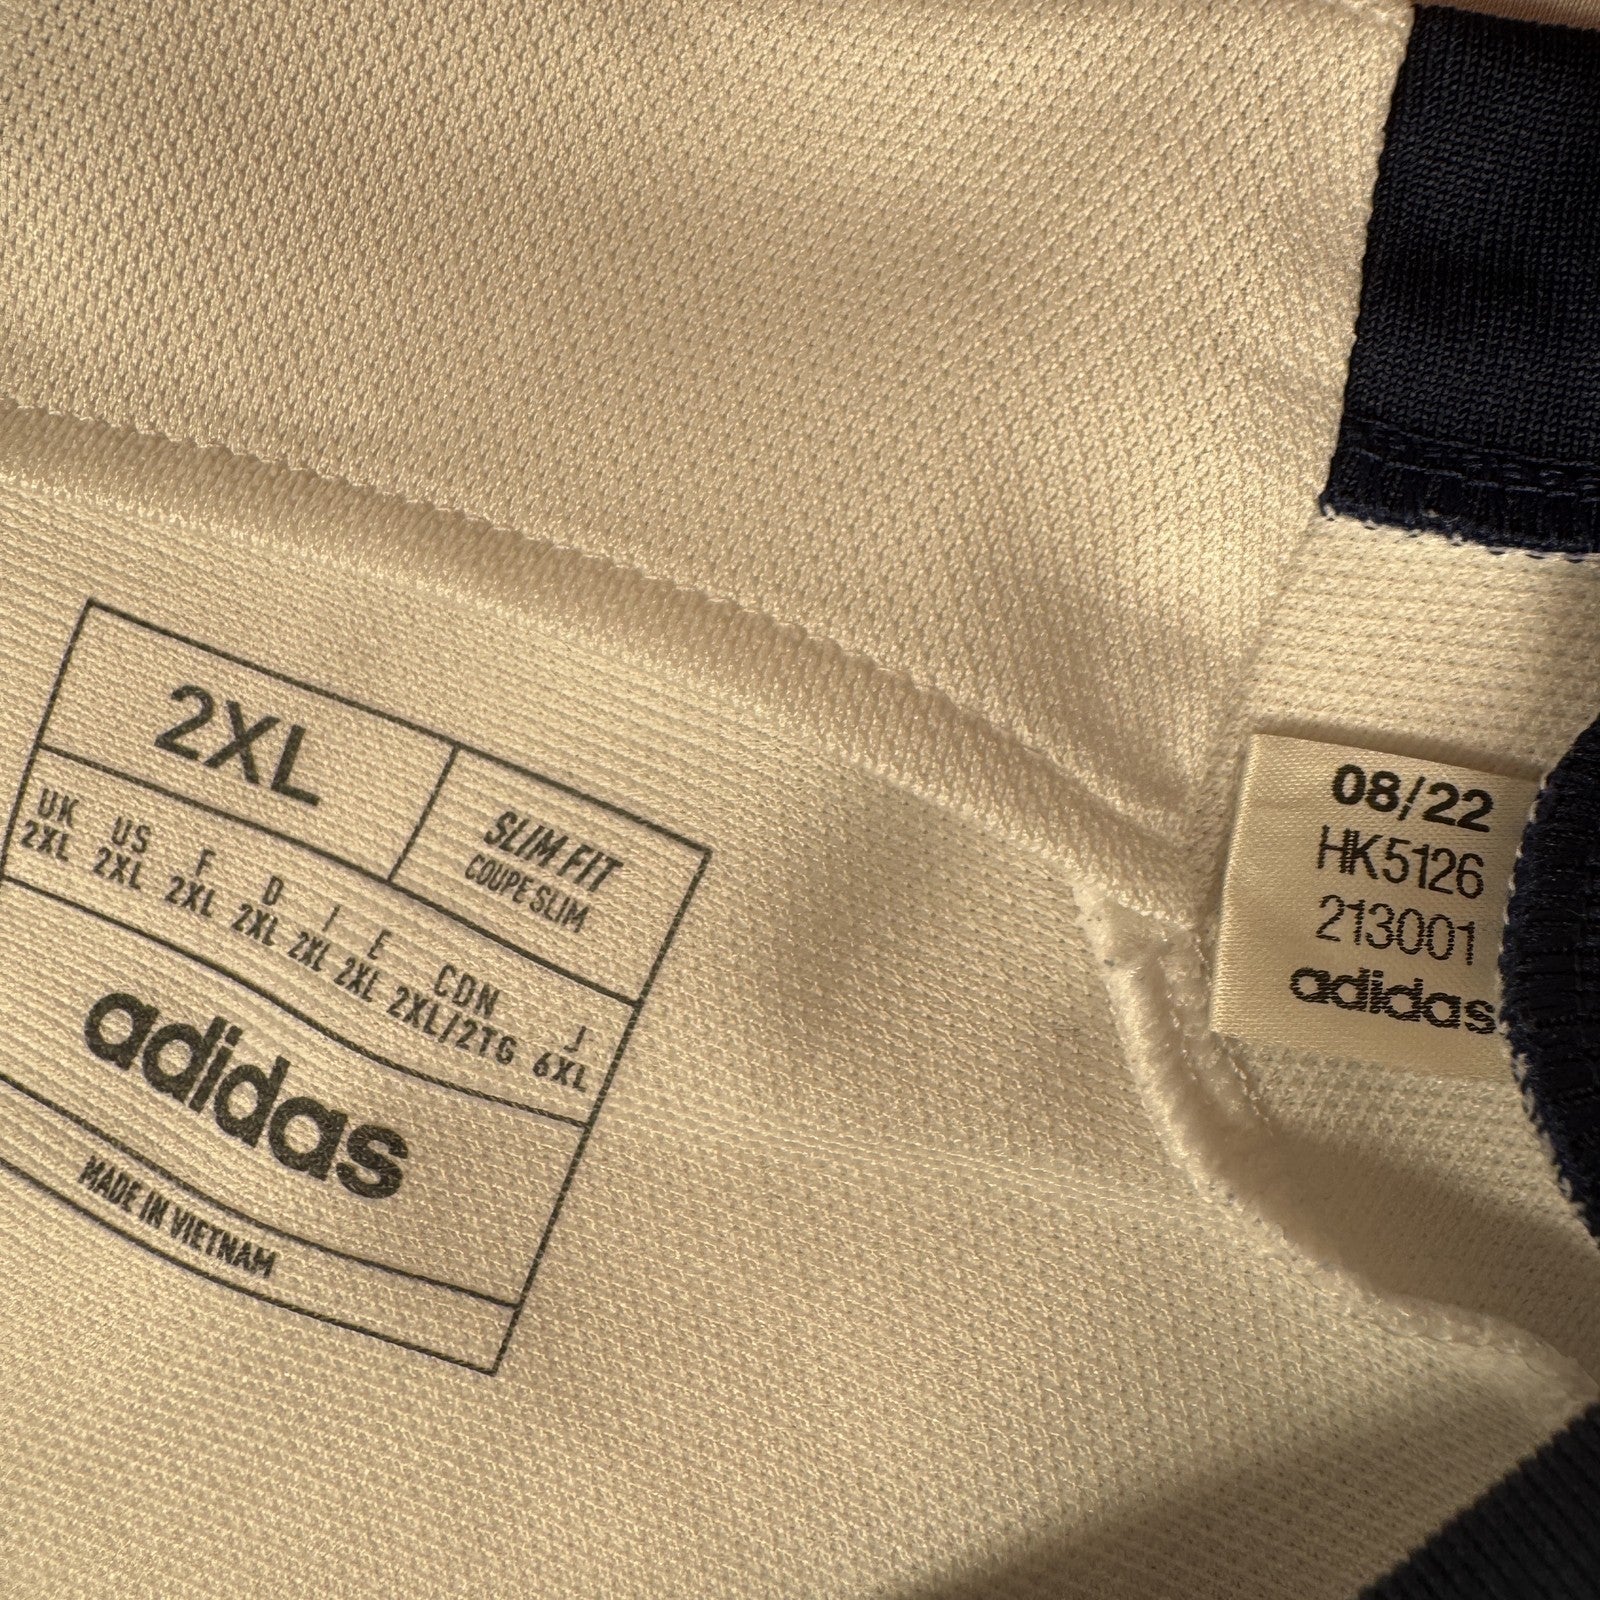 2XL
SLIM FIT
COUPE SLIM
UK US F D I E CDN J
2XL 2XL 2XL 2XL 2XL 2XL 2XL/2TG 6XL
adidas
MADE IN VIETNAM
08/22
HK5126
213001
adidas